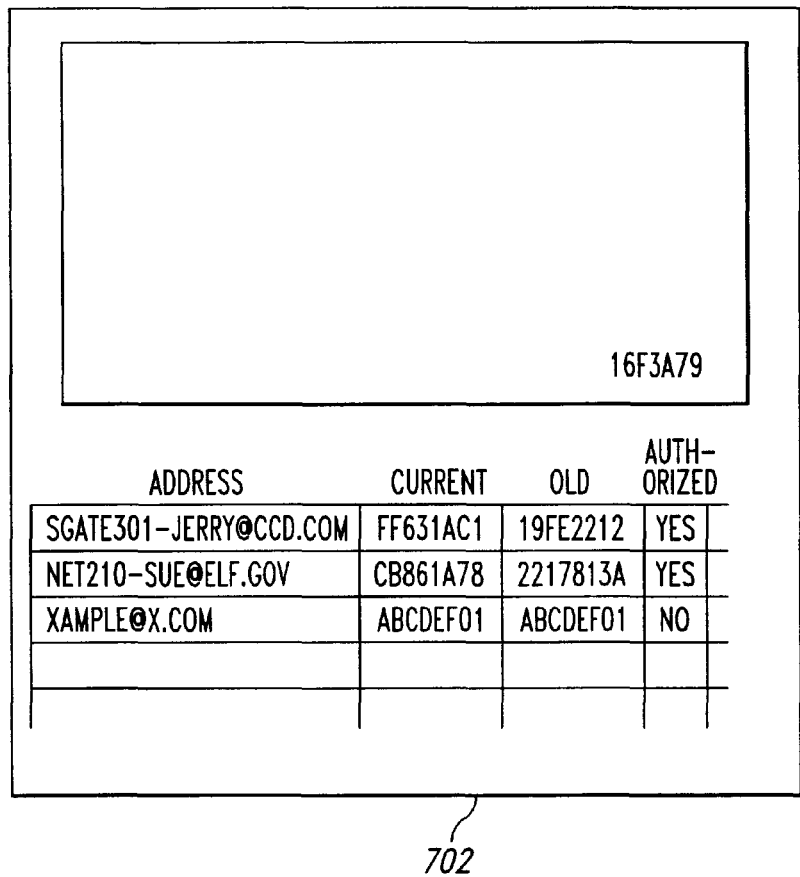 16F3A79
ADDRESS CURRENT OLD AUTH-
ORIZED
SGATE301-JERRY@CCD.COM FF631AC1 19FE2212 YES
NET210-SUE@ELF.GOV CB861A78 2217813A YES
XAMPLE@X.COM ABCDEF01 ABCDEF01 NO
702